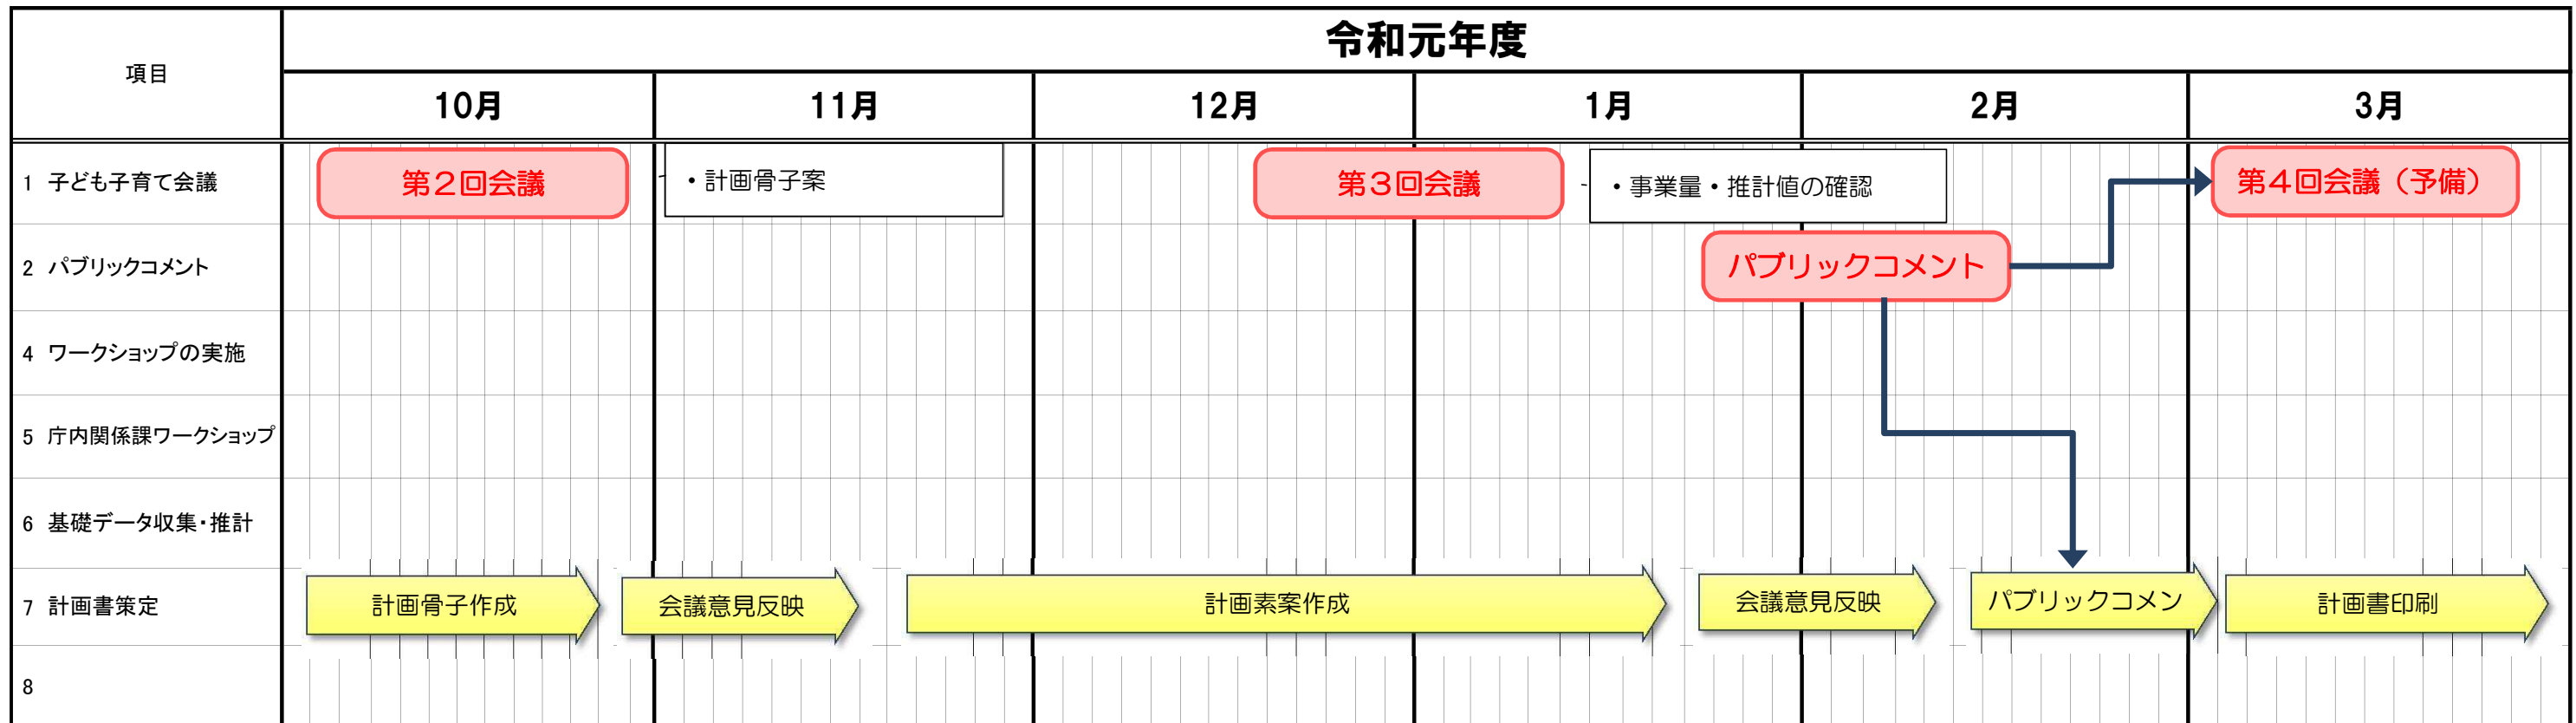 令和元年度
項目
10月 11月 12月 1月 2月 3月
1 子ども子育て会議
第２回会議
・計画骨子案
第３回会議
・事業量・推計値の確認
第４回会議（予備）
2 パブリックコメント
パブリックコメント
4 ワークショップの実施
5 庁内関係課ワークショップ
6 基礎データ収集・推計
7 計画書策定
計画骨子作成
会議意見反映
計画素案作成
会議意見反映
パブリックコメン
計画書印刷
8